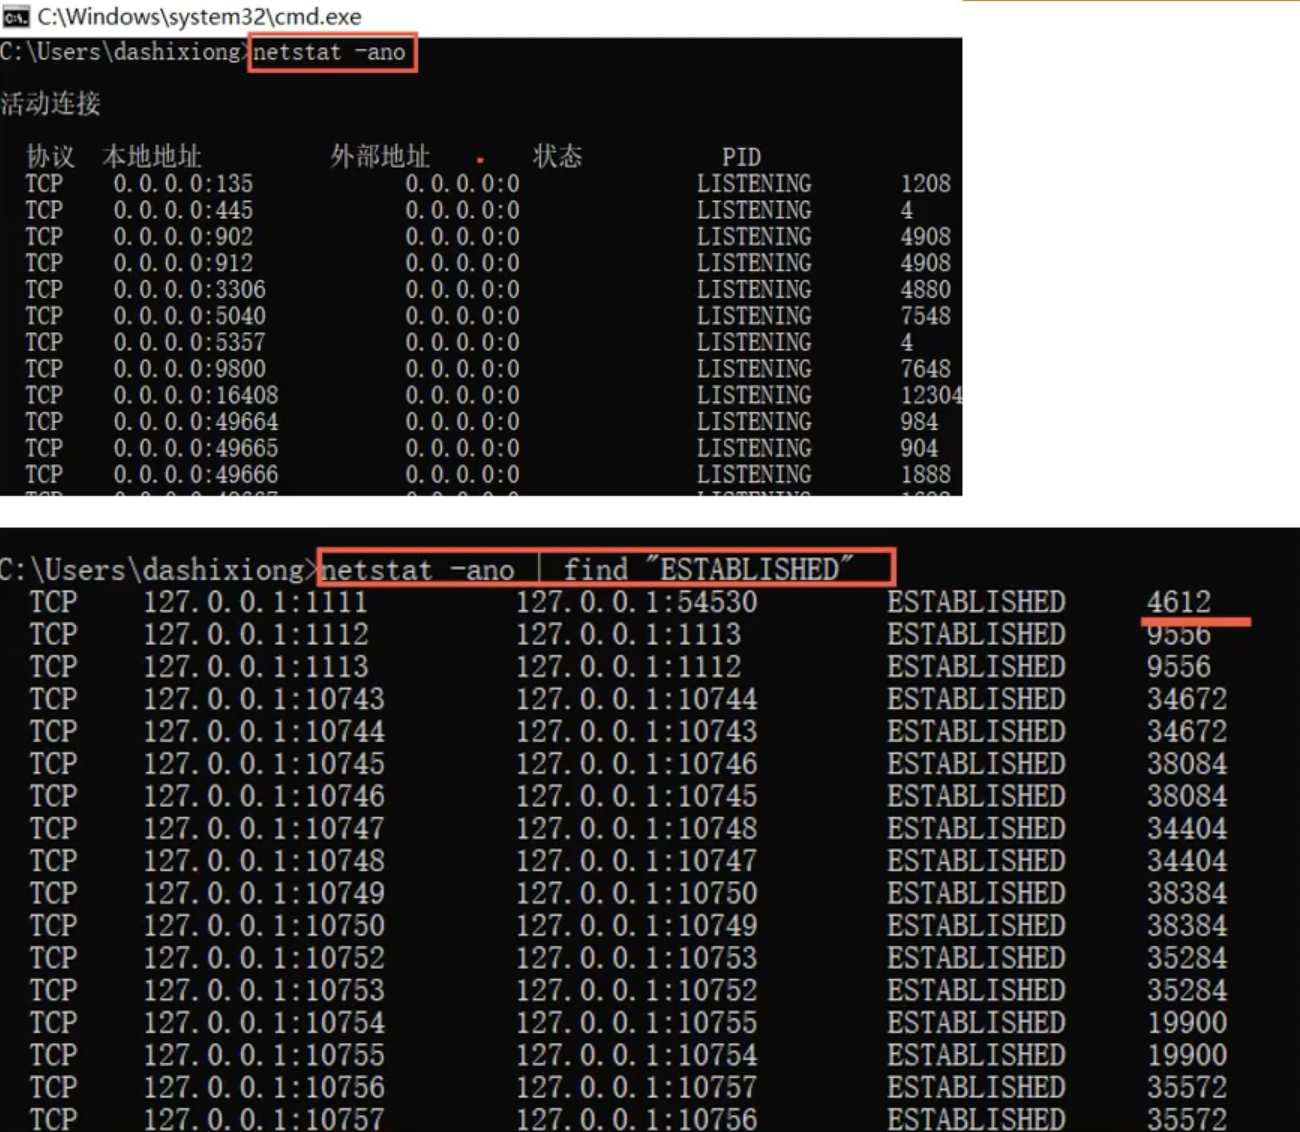 C:\Windows\system32\cmd.exe
C:\Users\dashixiong>netstat -ano
活动连接
协议 本地地址 外部地址 状态 PID
TCP 0.0.0.0:135 0.0.0.0:0 LISTENING 1208
TCP 0.0.0.0:445 0.0.0.0:0 LISTENING 4
TCP 0.0.0.0:902 0.0.0.0:0 LISTENING 4908
TCP 0.0.0.0:912 0.0.0.0:0 LISTENING 4908
TCP 0.0.0.0:3306 0.0.0.0:0 LISTENING 4880
TCP 0.0.0.0:5040 0.0.0.0:0 LISTENING 7548
TCP 0.0.0.0:5357 0.0.0.0:0 LISTENING 4
TCP 0.0.0.0:9800 0.0.0.0:0 LISTENING 7648
TCP 0.0.0.0:16408 0.0.0.0:0 LISTENING 12304
TCP 0.0.0.0:49664 0.0.0.0:0 LISTENING 984
TCP 0.0.0.0:49665 0.0.0.0:0 LISTENING 904
TCP 0.0.0.0:49666 0.0.0.0:0 LISTENING 1888
C:\Users\dashixiong>netstat -ano | find "ESTABLISHED"
TCP 127.0.0.1:1111 127.0.0.1:54530 ESTABLISHED 4612
TCP 127.0.0.1:1112 127.0.0.1:1113 ESTABLISHED 9556
TCP 127.0.0.1:1113 127.0.0.1:1112 ESTABLISHED 9556
TCP 127.0.0.1:10743 127.0.0.1:10744 ESTABLISHED 34672
TCP 127.0.0.1:10744 127.0.0.1:10743 ESTABLISHED 34672
TCP 127.0.0.1:10745 127.0.0.1:10746 ESTABLISHED 38084
TCP 127.0.0.1:10746 127.0.0.1:10745 ESTABLISHED 38084
TCP 127.0.0.1:10747 127.0.0.1:10748 ESTABLISHED 34404
TCP 127.0.0.1:10748 127.0.0.1:10747 ESTABLISHED 34404
TCP 127.0.0.1:10749 127.0.0.1:10750 ESTABLISHED 38384
TCP 127.0.0.1:10750 127.0.0.1:10749 ESTABLISHED 38384
TCP 127.0.0.1:10752 127.0.0.1:10753 ESTABLISHED 35284
TCP 127.0.0.1:10753 127.0.0.1:10752 ESTABLISHED 35284
TCP 127.0.0.1:10754 127.0.0.1:10755 ESTABLISHED 19900
TCP 127.0.0.1:10755 127.0.0.1:10754 ESTABLISHED 19900
TCP 127.0.0.1:10756 127.0.0.1:10757 ESTABLISHED 35572
TCP 127.0.0.1:10757 127.0.0.1:10756 ESTABLISHED 35572